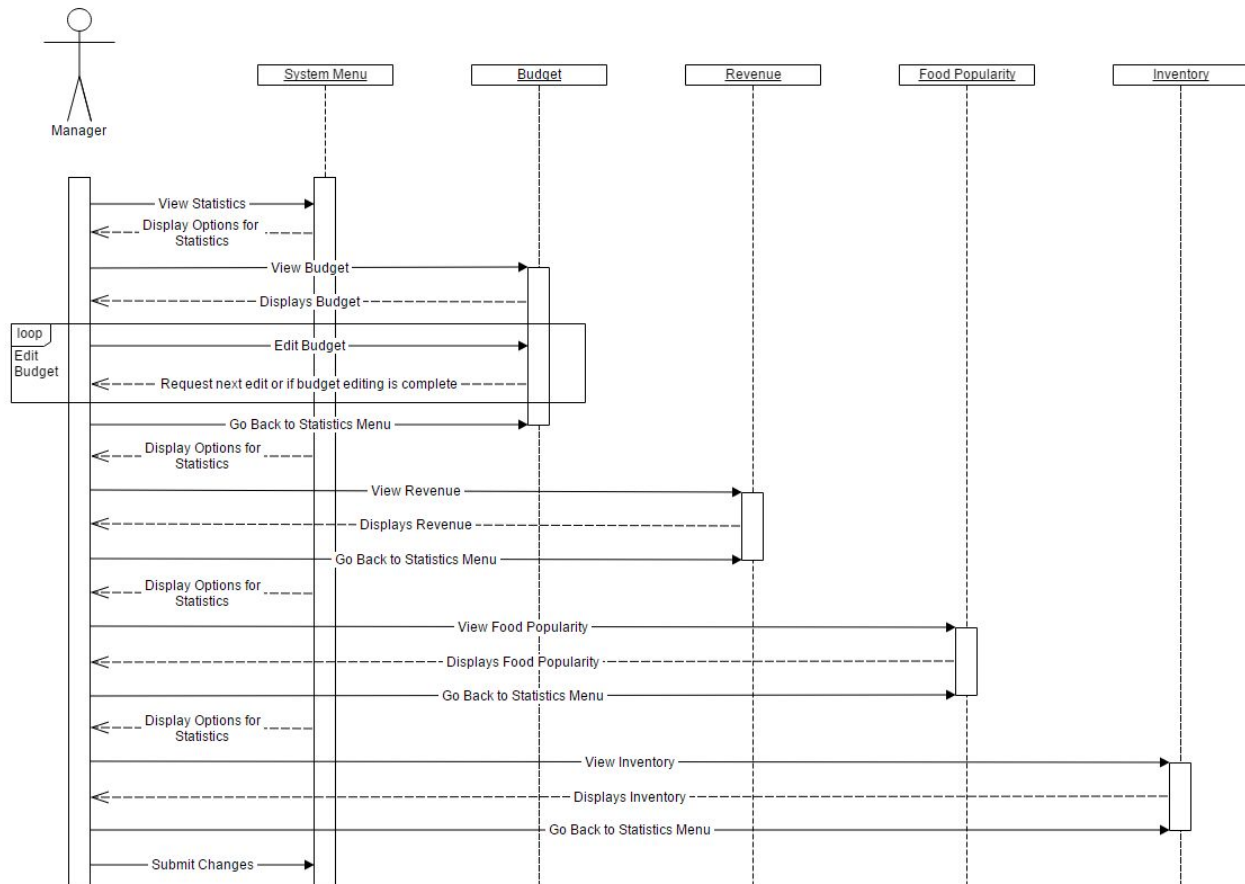 System Menu
Budget
Revenue
Food Popularity
Inventory
Manager
View Statistics
Display Options for
Statistics
View Budget
Displays Budget
loop
Edit
Budget
Edit Budget
Request next edit or if budget editing is complete
Go Back to Statistics Menu
Display Options for
Statistics
View Revenue
Displays Revenue
Go Back to Statistics Menu
Display Options for
Statistics
View Food Popularity
Displays Food Popularity
Go Back to Statistics Menu
Display Options for
Statistics
View Inventory
Displays Inventory
Go Back to Statistics Menu
Submit Changes